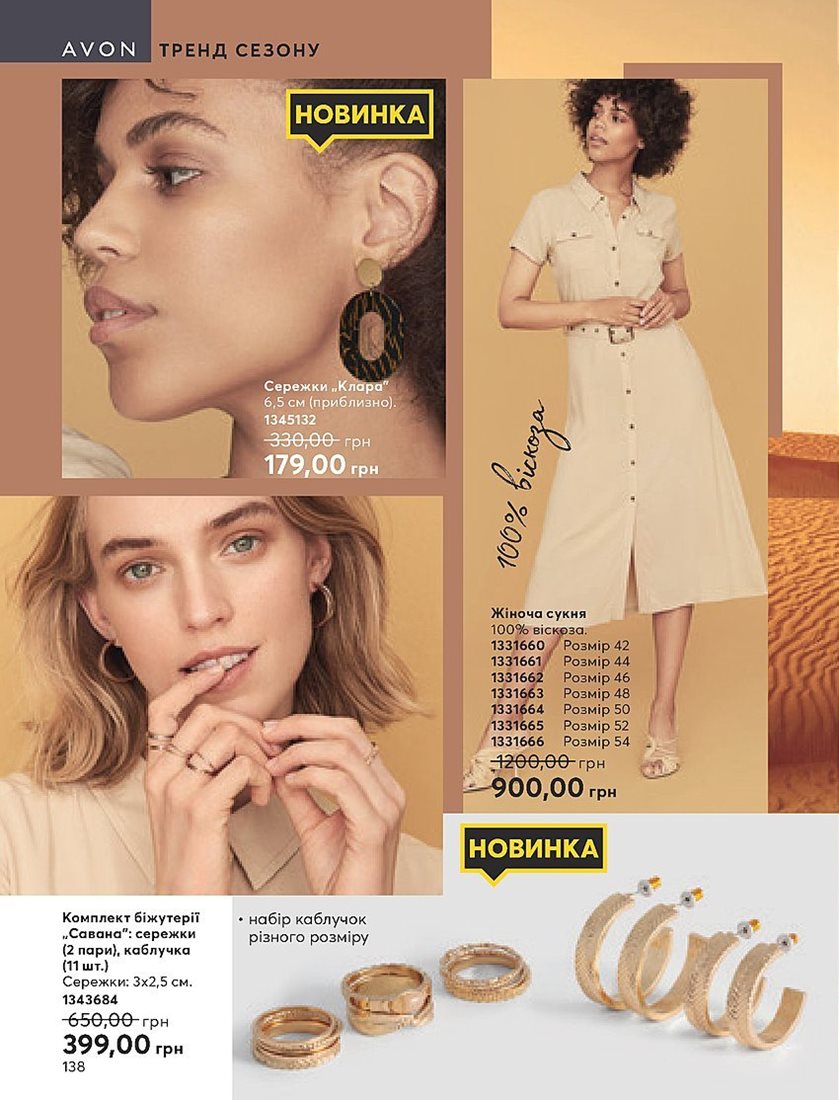 AVON ТРЕНД СЕЗОНУ
НОВИНКА
Сережки „Клара”
6,5 см (приблизно).
1345132
330,00 грн
179,00 грн
100% віскоза
Жіноча сукня
100% віскоза.
1331660 Розмір 42
1331661 Розмір 44
1331662 Розмір 46
1331663 Розмір 48
1331664 Розмір 50
1331665 Розмір 52
1331666 Розмір 54
1200,00 грн
900,00 грн
НОВИНКА
Комплект біжутерії
„Савана”: сережки
(2 пари), каблучка
(11 шт.)
Сережки: 3х2,5 см.
1343684
650,00 грн
399,00 грн
138
• набір каблучок
різного розміру